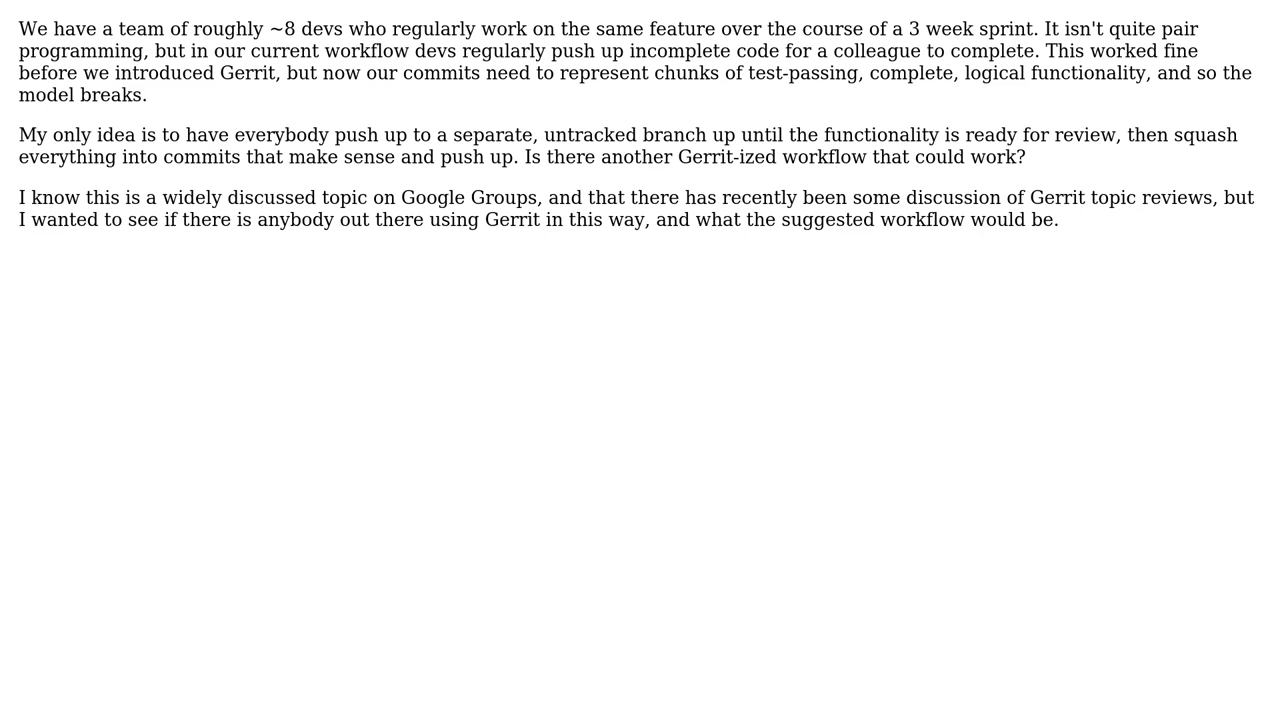 We have a team of roughly ~8 devs who regularly work on the same feature over the course of a 3 week sprint. It isn't quite pair
programming, but in our current workflow devs regularly push up incomplete code for a colleague to complete. This worked fine
before we introduced Gerrit, but now our commits need to represent chunks of test-passing, complete, logical functionality, and so the
model breaks.
My only idea is to have everybody push up to a separate, untracked branch up until the functionality is ready for review, then squash
everything into commits that make sense and push up. Is there another Gerrit-ized workflow that could work?
I know this is a widely discussed topic on Google Groups, and that there has recently been some discussion of Gerrit topic reviews, but
I wanted to see if there is anybody out there using Gerrit in this way, and what the suggested workflow would be.